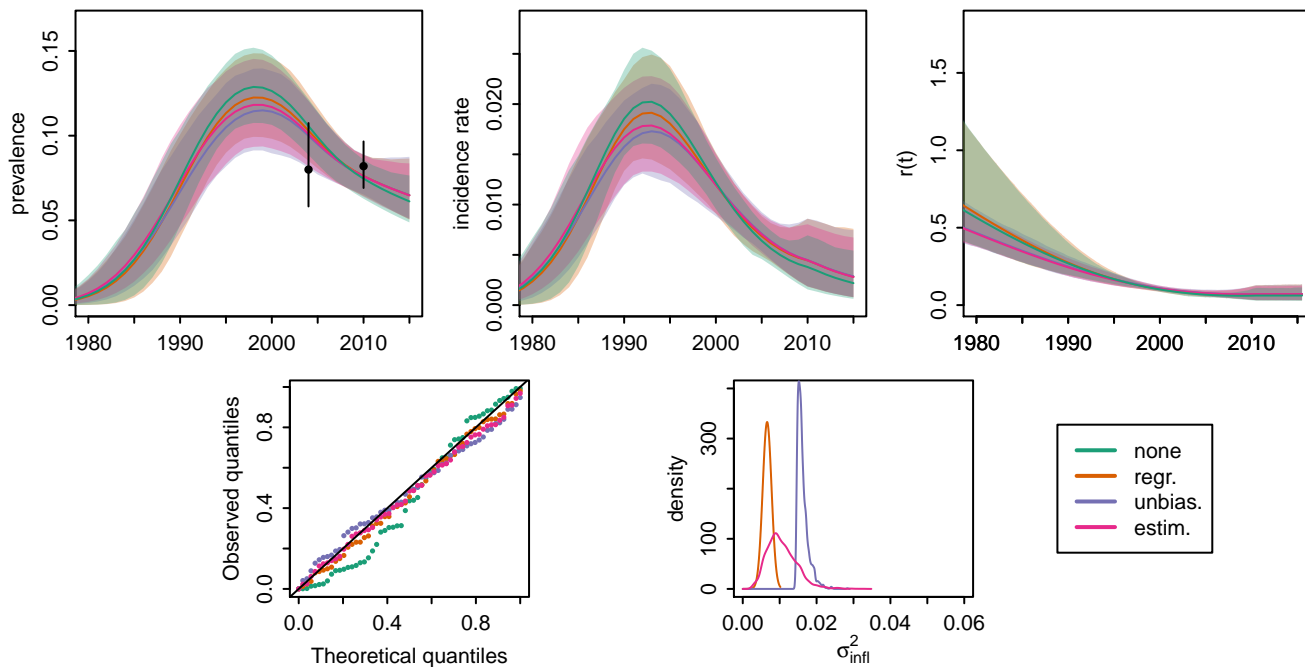 prevalence
0.00 0.05 0.10 0.15
1980 1990 2000 2010
incidence rate
0.000 0.010 0.020
1980 1990 2000 2010
r(t)
0.0 0.5 1.0 1.5
1980 1990 2000 2010
Observed quantiles
0.0 0.4 0.8
0.0 0.4 0.8
Theoretical quantiles
density
0 100 300
0.00 0.02 0.04 0.06
σ²infl
none
regr.
unbias.
estim.